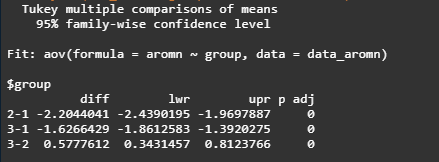 Tukey multiple comparisons of means
95% family-wise confidence level
Fit: aov(formula = aromn ~ group, data = data_aromn)
$group
diff lwr upr p adj
2-1 -2.2044041 -2.4390195 -1.9697887 0
3-1 -1.6266429 -1.8612583 -1.3920275 0
3-2 0.5777612 0.3431457 0.8123766 0